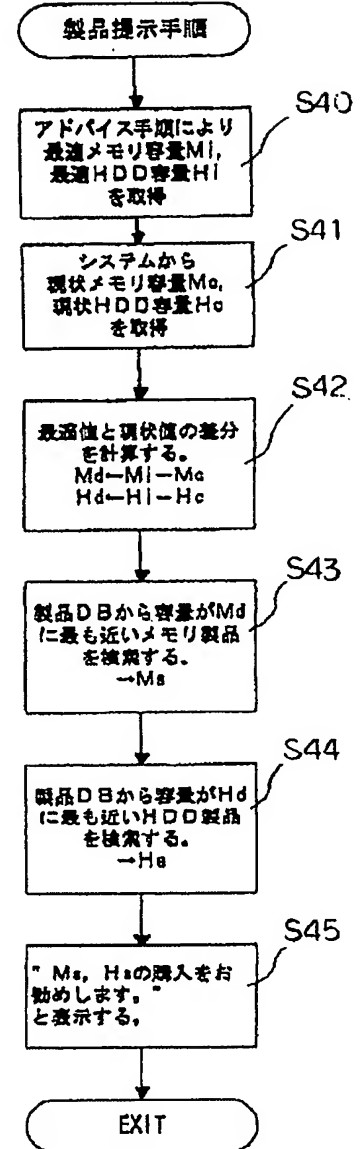 製品提示手順
S40
アドバイス手順により
最適メモリ容量Mi,
最適HDD容量Hi
を取得
S41
システムから
現状メモリ容量Mc,
現状HDD容量Hc
を取得
S42
最適値と現状値の差分
を計算する。
Md←Mi−Mc
Hd←Hi−Hc
S43
製品DBから容量がMd
に最も近いメモリ製品
を検索する。
→Ms
S44
製品DBから容量がHd
に最も近いHDD製品
を検索する。
→Hs
S45
" Ms, Hsの購入をお
勧めします。"
と表示する。
EXIT